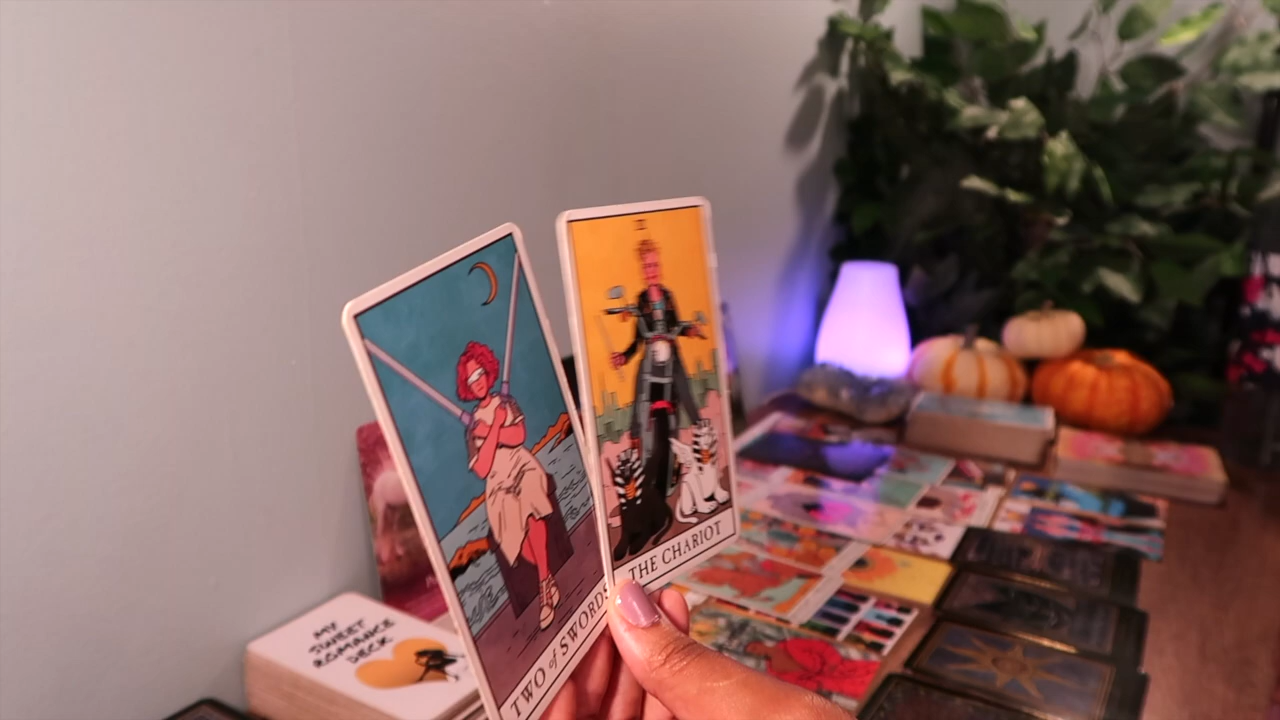 TWO of SWORDS
THE CHARIOT
MY
SWEET
ROMANCE
DECK